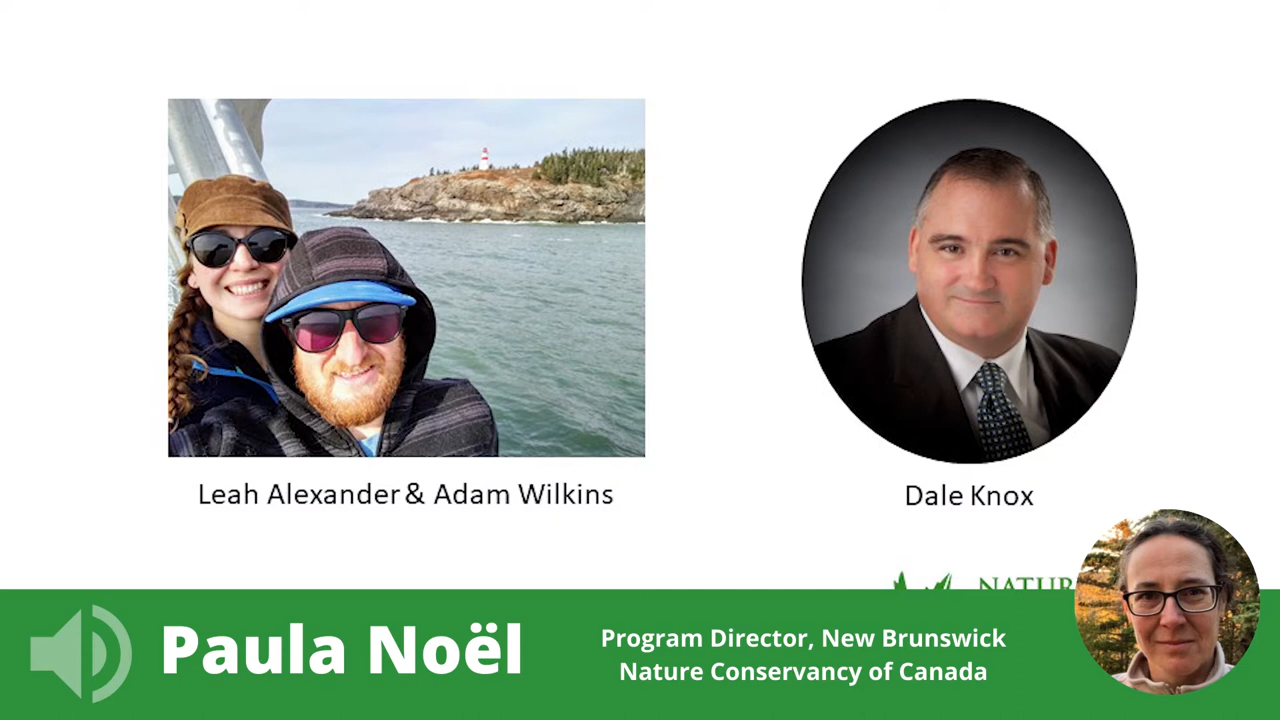 Leah Alexander & Adam Wilkins
Dale Knox
Paula Noël
Program Director, New Brunswick
Nature Conservancy of Canada